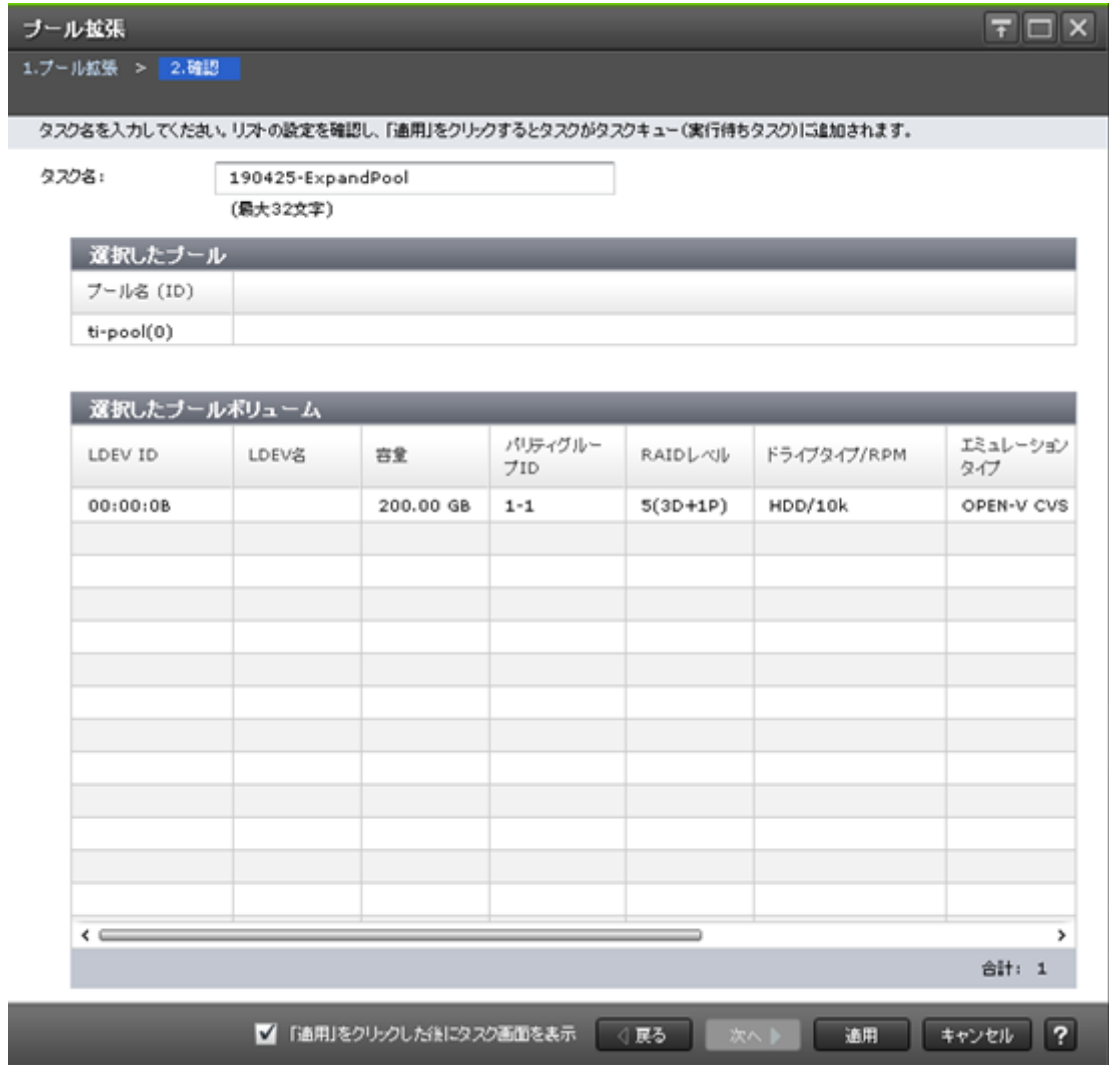 プール拡張
1.プール拡張 > 2.確認
タスク名を入力してください。リストの設定を確認し、「適用」をクリックするとタスクがタスクキュー(実行待ちタスク)に追加されます。
タスク名: 190425-ExpandPool
(最大32文字)
選択したプール
プール名 (ID)
ti-pool(0)
選択したプールボリューム
LDEV ID LDEV名 容量 パリティグループID RAIDレベル ドライブタイプ/RPM エミュレーションタイプ
00:00:0B 200.00 GB 1-1 5(3D+1P) HDD/10k OPEN-V CVS
合計: 1
「適用」をクリックした後にタスク画面を表示 戻る 次へ 適用 キャンセル ?